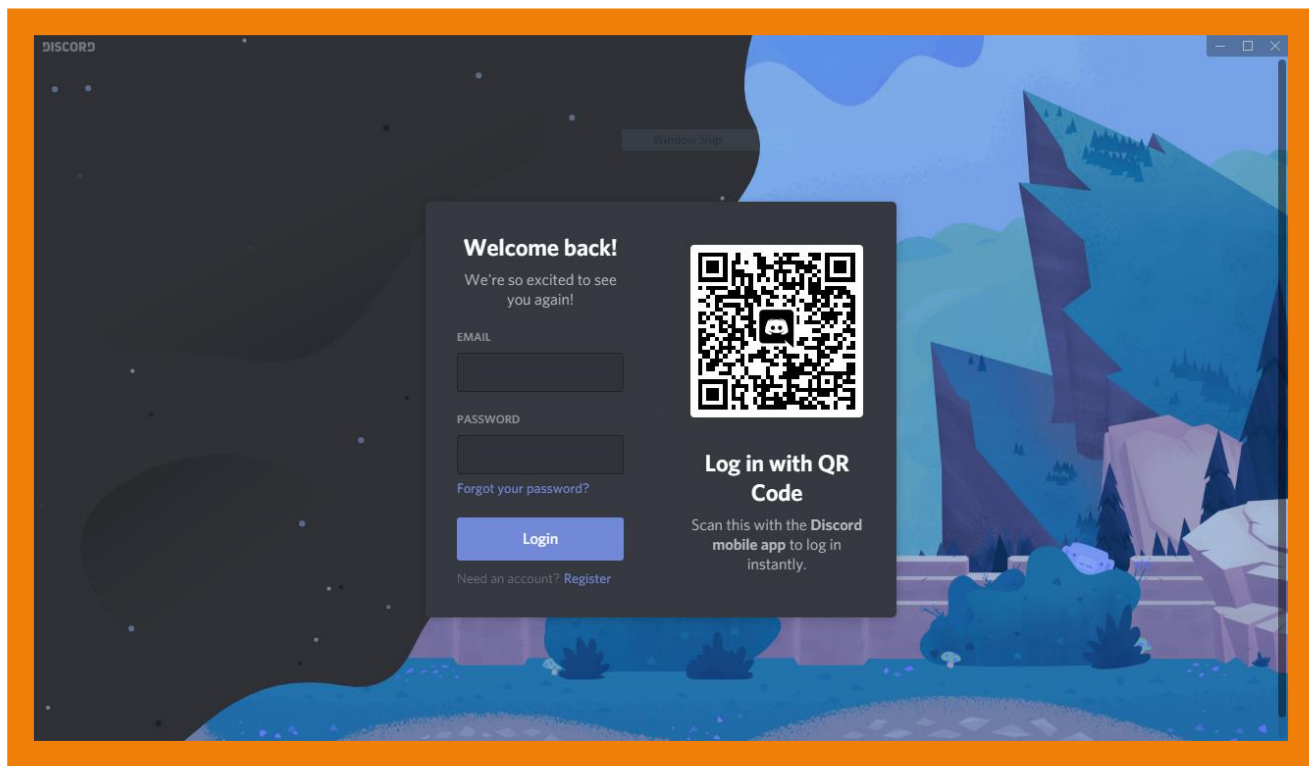 DISCORD
Window Snip
Welcome back!
We're so excited to see
you again!
EMAIL
PASSWORD
Forgot your password?
Login
Need an account? Register
Log in with QR
Code
Scan this with the Discord
mobile app to log in
instantly.